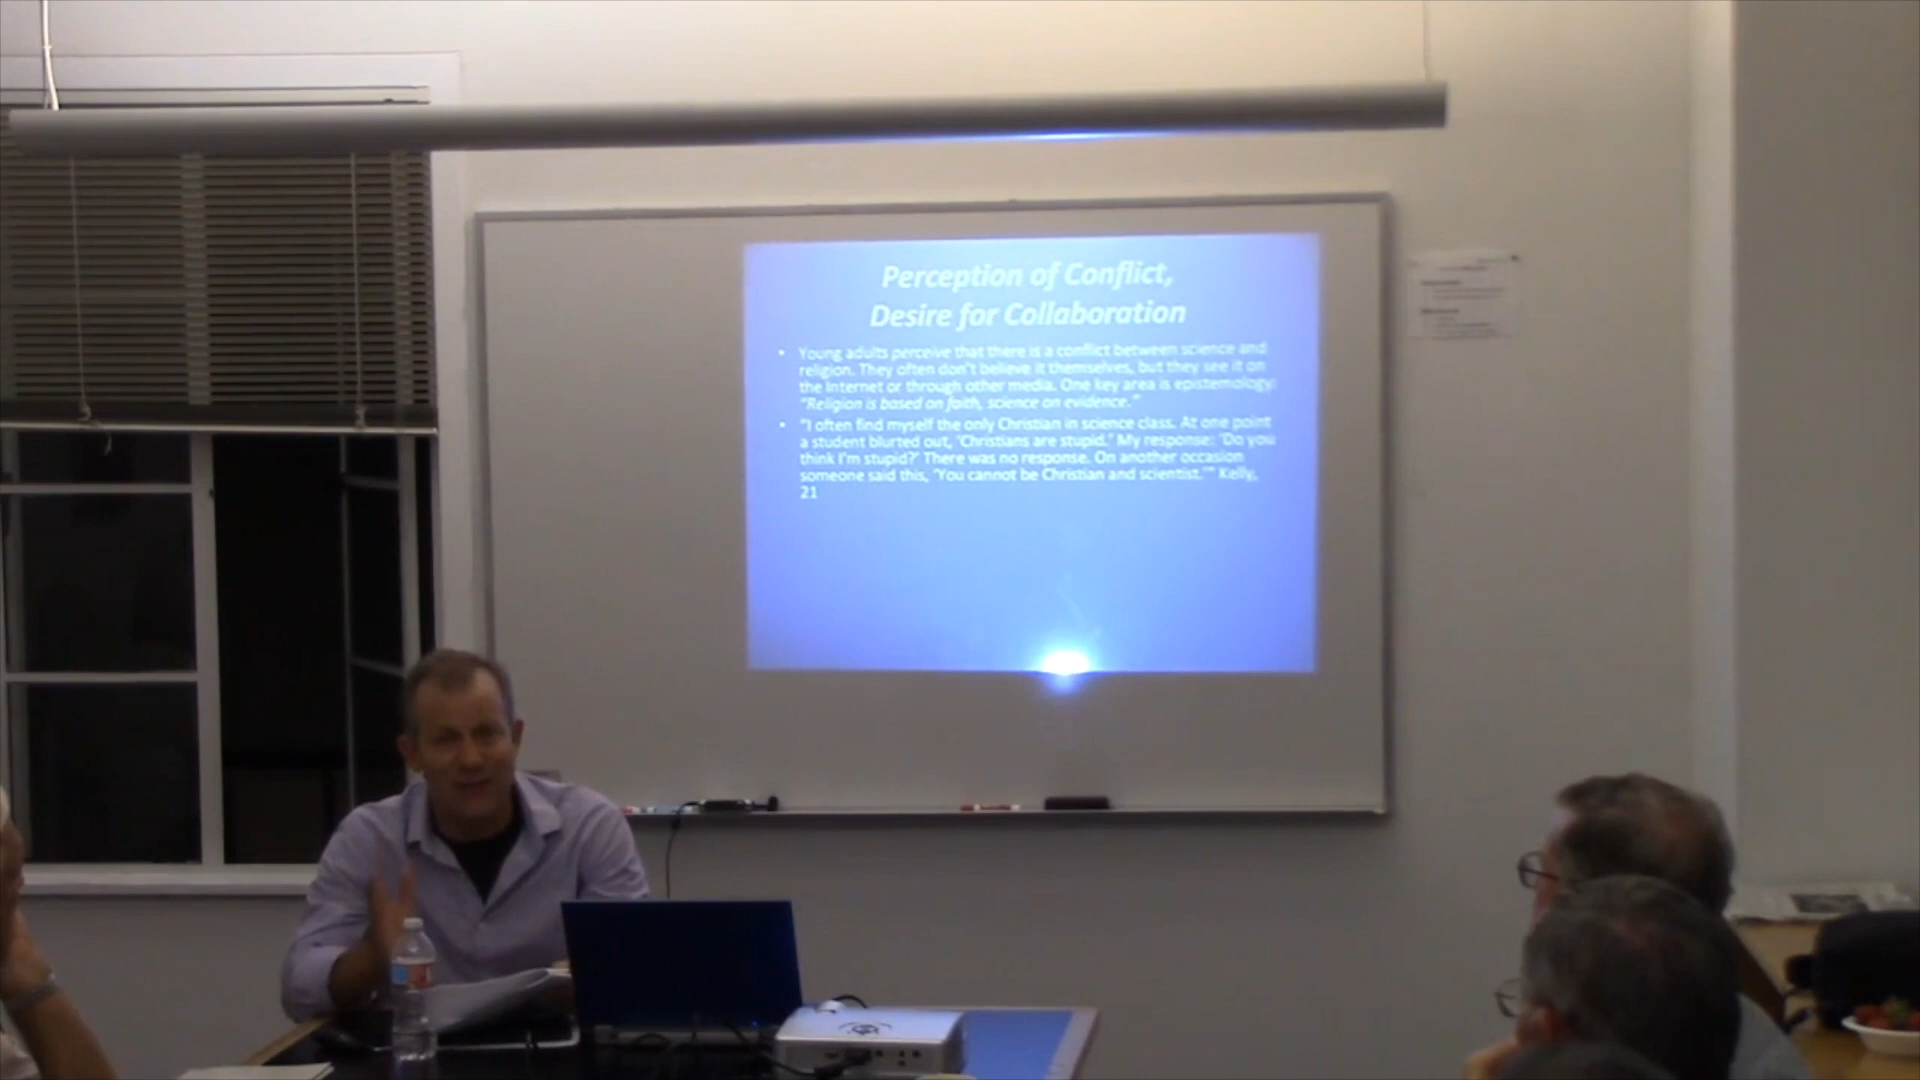 Perception of Conflict,
Desire for Collaboration
• Young adults perceive that there is a conflict between science and
religion. They often don't believe it themselves, but they see it on
the Internet or through other media. One key area is epistemology:
"Religion is based on faith, science on evidence."
• "I often find myself the only Christian in science class. At one point
a student blurted out, 'Christians are stupid.' My response: 'Do you
think I'm stupid?' There was no response. On another occasion
someone said this, 'You cannot be Christian and scientist.'" Kelly,
21